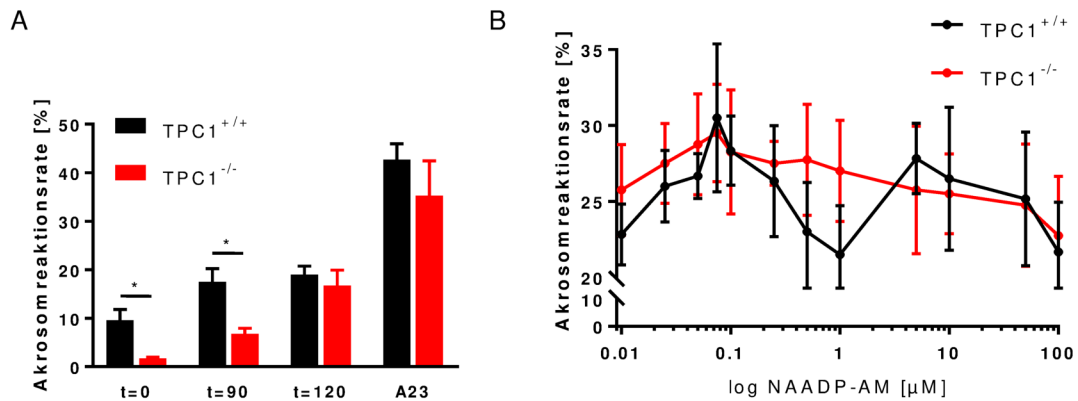 A
Akrosomreaktionsrate [%]
50
40
30
20
10
0
TPC1+/+
TPC1-/-
*
*
t=0 t=90 t=120 A23
B
Akrosomreaktionsrate [%]
35
30
25
20
10
0
TPC1+/+
TPC1-/-
0.01 0.1 1 10 100
log NAADP-AM [µM]